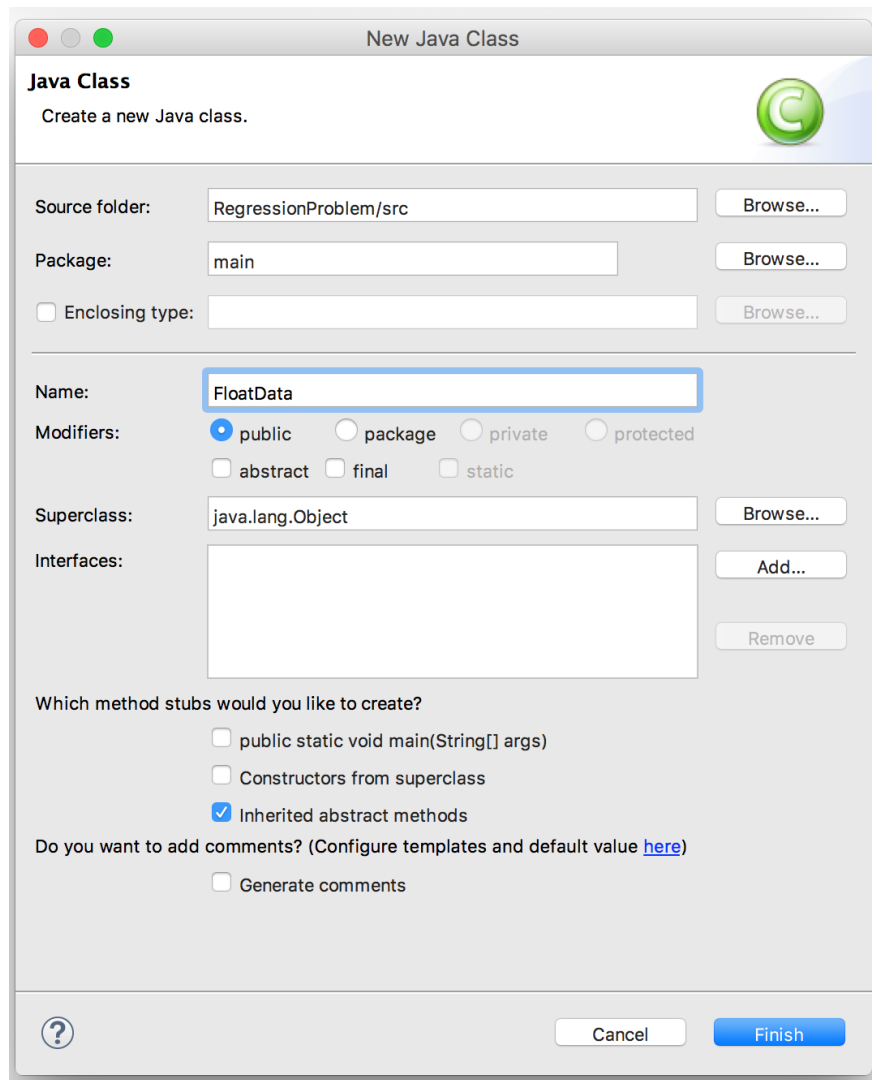 New Java Class
Java Class
Create a new Java class.
C
Source folder: RegressionProblem/src Browse...
Package: main Browse...
Enclosing type: Browse...
Name: FloatData
Modifiers: public package private protected
abstract final static
Superclass: java.lang.Object Browse...
Interfaces: Add...
Remove
Which method stubs would you like to create?
public static void main(String[] args)
Constructors from superclass
Inherited abstract methods
Do you want to add comments? (Configure templates and default value here)
Generate comments
? Cancel Finish